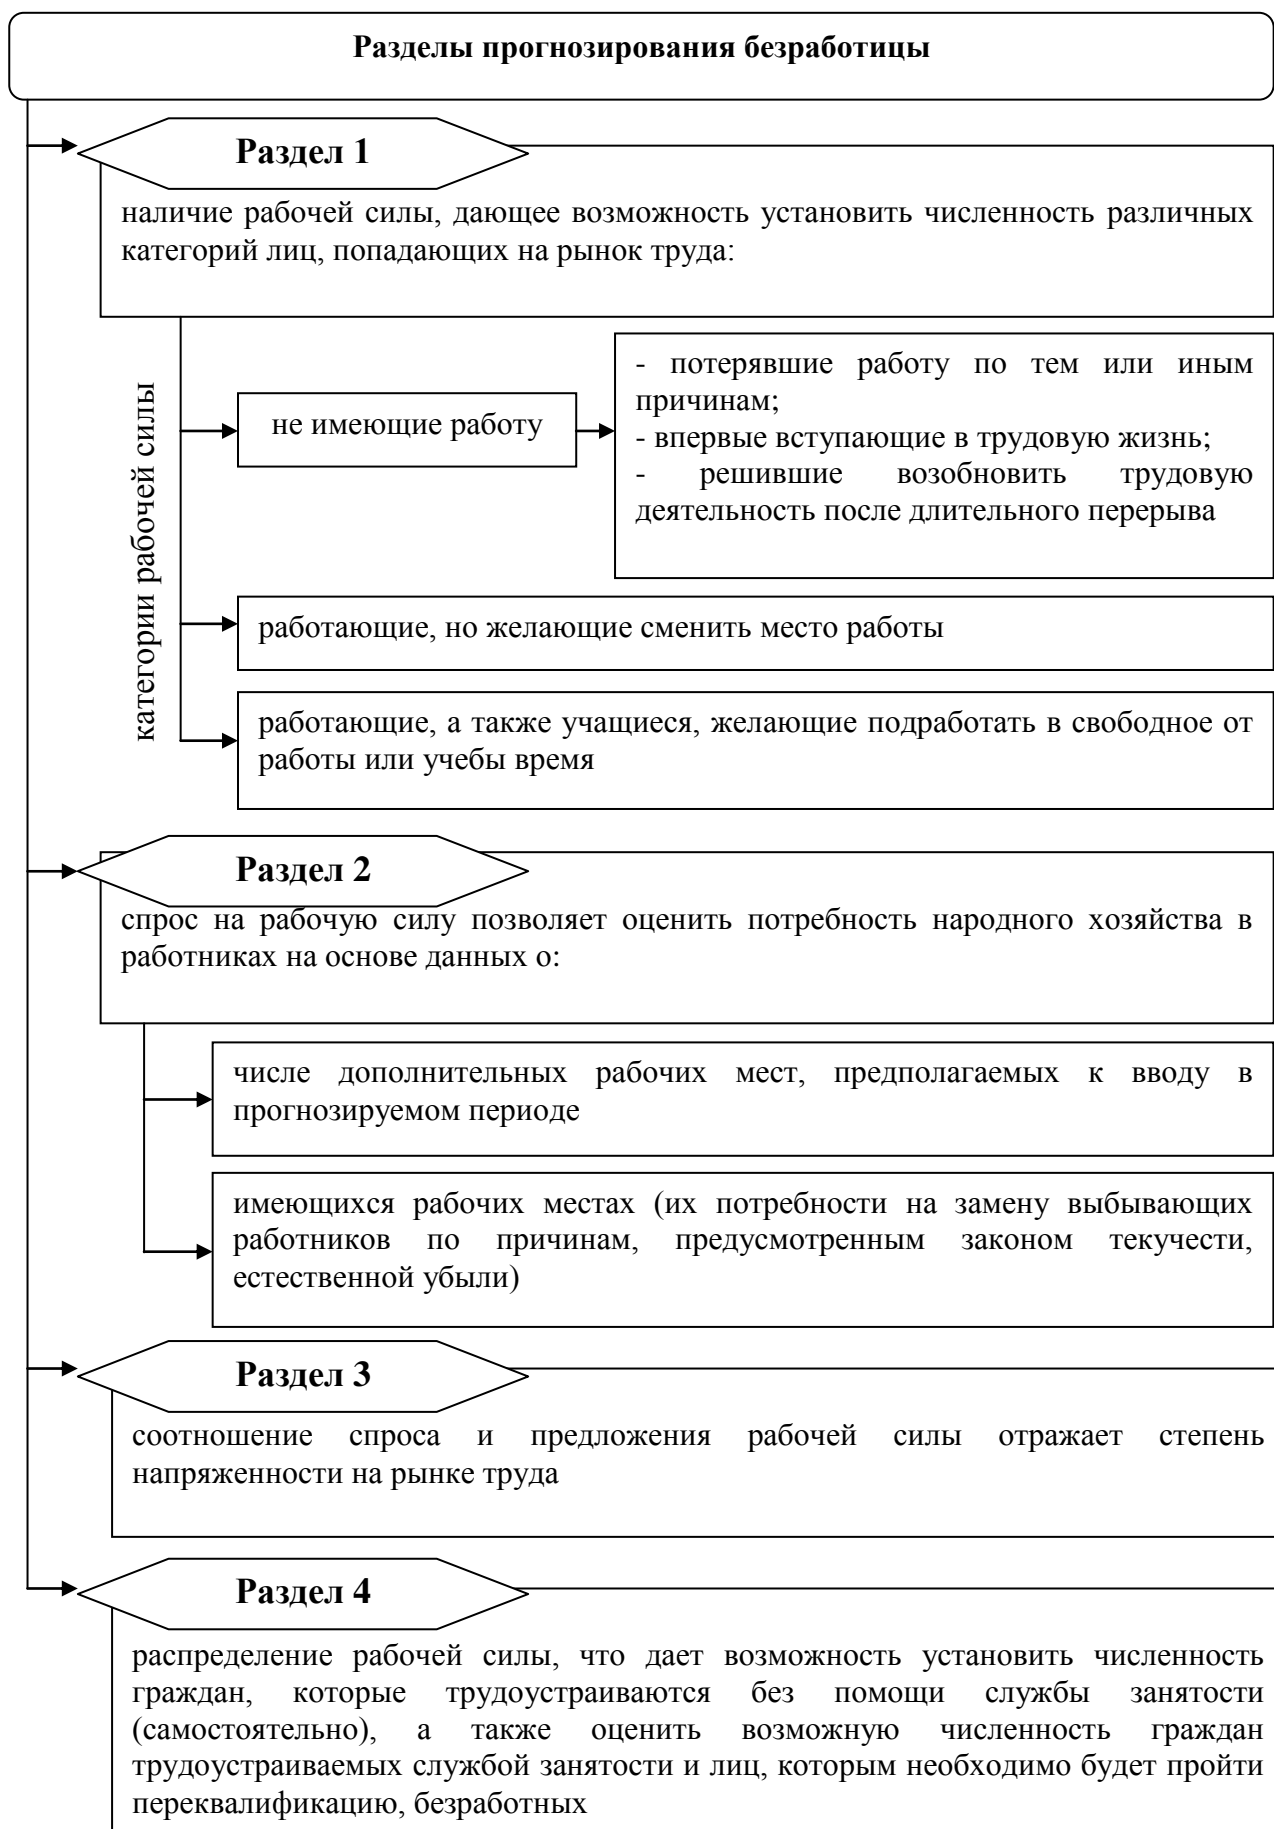 Разделы прогнозирования безработицы
Раздел 1
наличие рабочей силы, дающее возможность установить численность различных
категорий лиц, попадающих на рынок труда:
категории рабочей силы
не имеющие работу
- потерявшие работу по тем или иным
причинам;
- впервые вступающие в трудовую жизнь;
- решившие возобновить трудовую
деятельность после длительного перерыва
работающие, но желающие сменить место работы
работающие, а также учащиеся, желающие подработать в свободное от
работы или учебы время
Раздел 2
спрос на рабочую силу позволяет оценить потребность народного хозяйства в
работниках на основе данных о:
числе дополнительных рабочих мест, предполагаемых к вводу в
прогнозируемом периоде
имеющихся рабочих местах (их потребности на замену выбывающих
работников по причинам, предусмотренным законом текучести,
естественной убыли)
Раздел 3
соотношение спроса и предложения рабочей силы отражает степень
напряженности на рынке труда
Раздел 4
распределение рабочей силы, что дает возможность установить численность
граждан, которые трудоустраиваются без помощи службы занятости
(самостоятельно), а также оценить возможную численность граждан
трудоустраиваемых службой занятости и лиц, которым необходимо будет пройти
переквалификацию, безработных